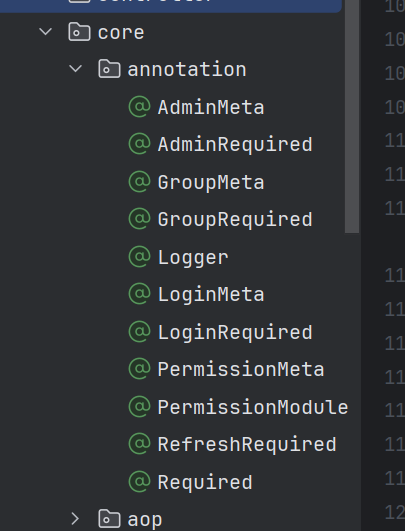 core
annotation
AdminMeta
AdminRequired
GroupMeta
GroupRequired
Logger
LoginMeta
LoginRequired
PermissionMeta
PermissionModule
RefreshRequired
Required
aop